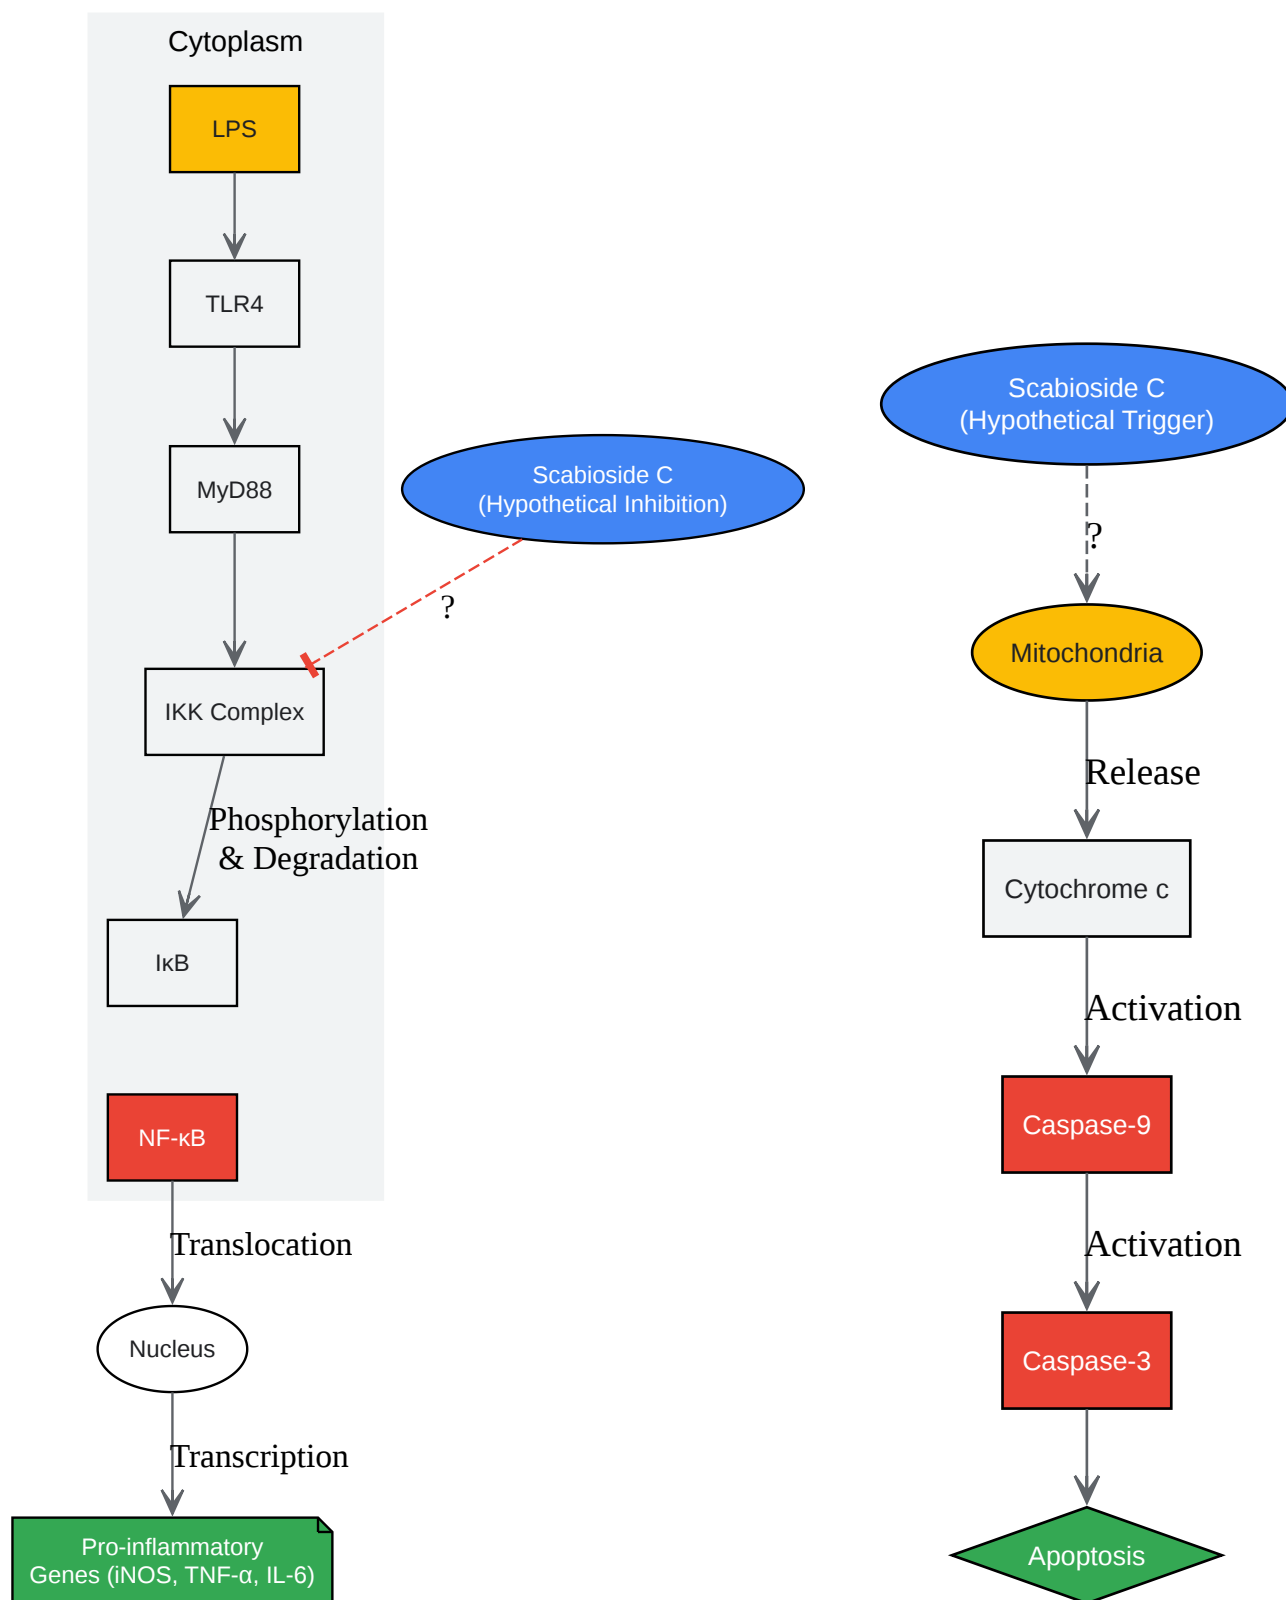 Cytoplasm
LPS
TLR4
MyD88
Scabioside C
(Hypothetical Inhibition)
?
IKK Complex
Phosphorylation
& Degradation
IκB
NF-κB
Translocation
Nucleus
Transcription
Pro-inflammatory
Genes (iNOS, TNF-α, IL-6)
Scabioside C
(Hypothetical Trigger)
?
Mitochondria
Release
Cytochrome c
Activation
Caspase-9
Activation
Caspase-3
Apoptosis